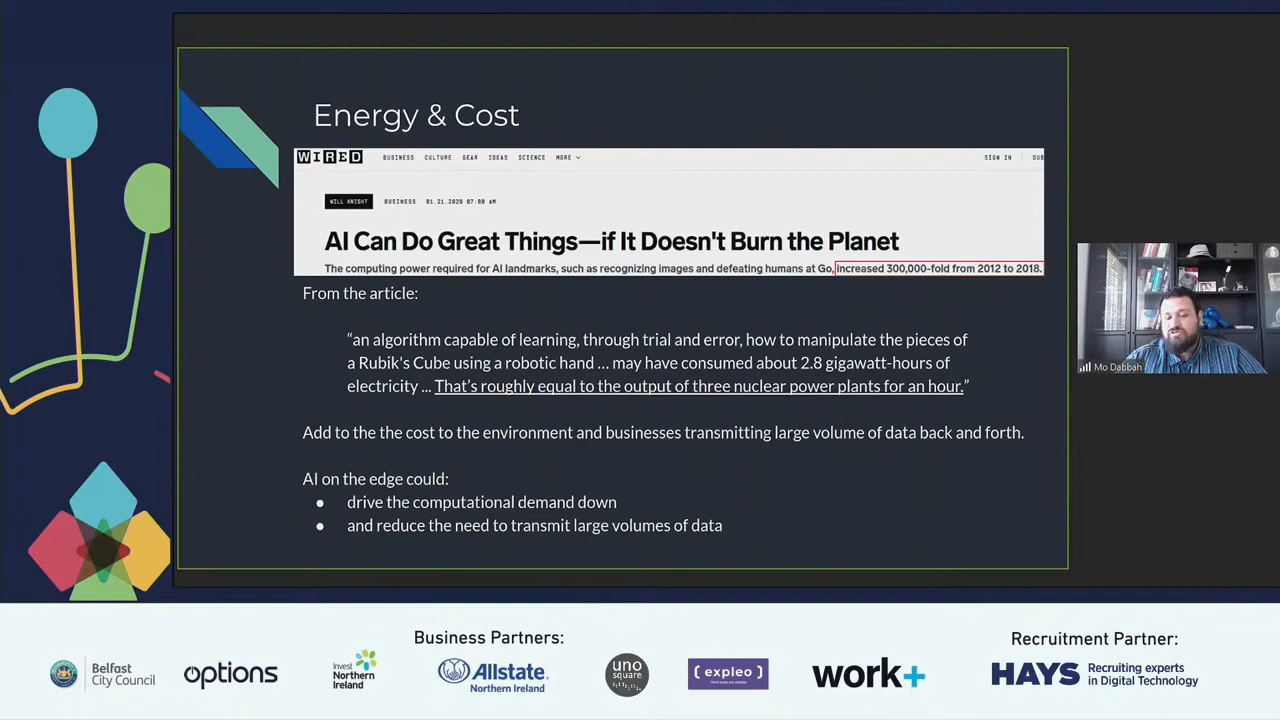 Energy & Cost
WIRED
BUSINESS CULTURE GEAR IDEAS SCIENCE MORE
SIGN IN SUB
WILL KNIGHT BUSINESS 01.21.2020 07:00 AM
AI Can Do Great Things—if It Doesn't Burn the Planet
The computing power required for AI landmarks, such as recognizing images and defeating humans at Go, increased 300,000-fold from 2012 to 2018.
From the article:
“an algorithm capable of learning, through trial and error, how to manipulate the pieces of
a Rubik's Cube using a robotic hand ... may have consumed about 2.8 gigawatt-hours of
electricity ... That’s roughly equal to the output of three nuclear power plants for an hour.”
Add to the the cost to the environment and businesses transmitting large volume of data back and forth.
AI on the edge could:
● drive the computational demand down
● and reduce the need to transmit large volumes of data
Mo Dabbah
Business Partners:
Recruitment Partner:
Belfast
City Council
options
Invest
Northern
Ireland
Allstate.
Northern Ireland
uno
square
[expleo]
work+
HAYS
Recruiting experts
in Digital Technology